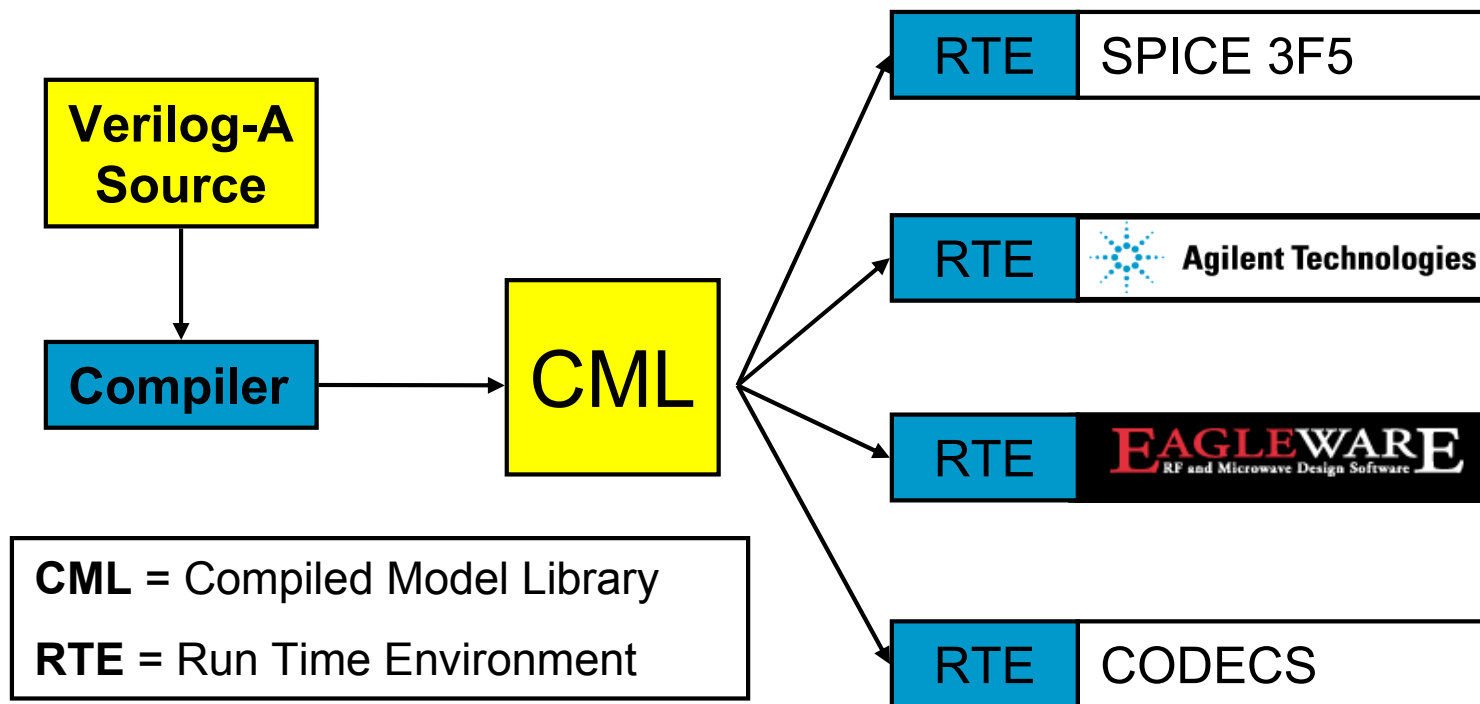 Verilog-A
Source
Compiler
CML
RTE SPICE 3F5
RTE Agilent Technologies
RTE EAGLEWARE
RF and Microwave Design Software
RTE CODECS
CML = Compiled Model Library
RTE = Run Time Environment